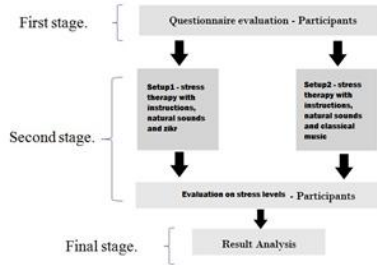 First stage.
Questionnaire evaluation - Participants
Setup1 - stress
therapy with
instructions,
natural sounds
and zikr
Setup2 - stress
therapy with
instructions,
natural sounds
and classical
music
Second stage.
Evaluation on stress levels - Participants
Result Analysis
Final stage.